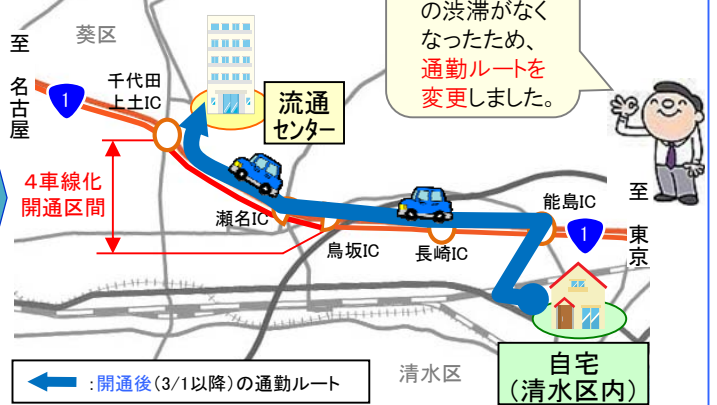 の渋滞がなく
なったため、
通勤ルートを
変更しました。
葵区
至
名古屋
1
千代田
上土IC
流通
センター
4車線化
開通区間
瀬名IC
鳥坂IC
長崎IC
能島IC
1
至
東京
自宅
(清水区内)
清水区
:開通後(3/1以降)の通勤ルート